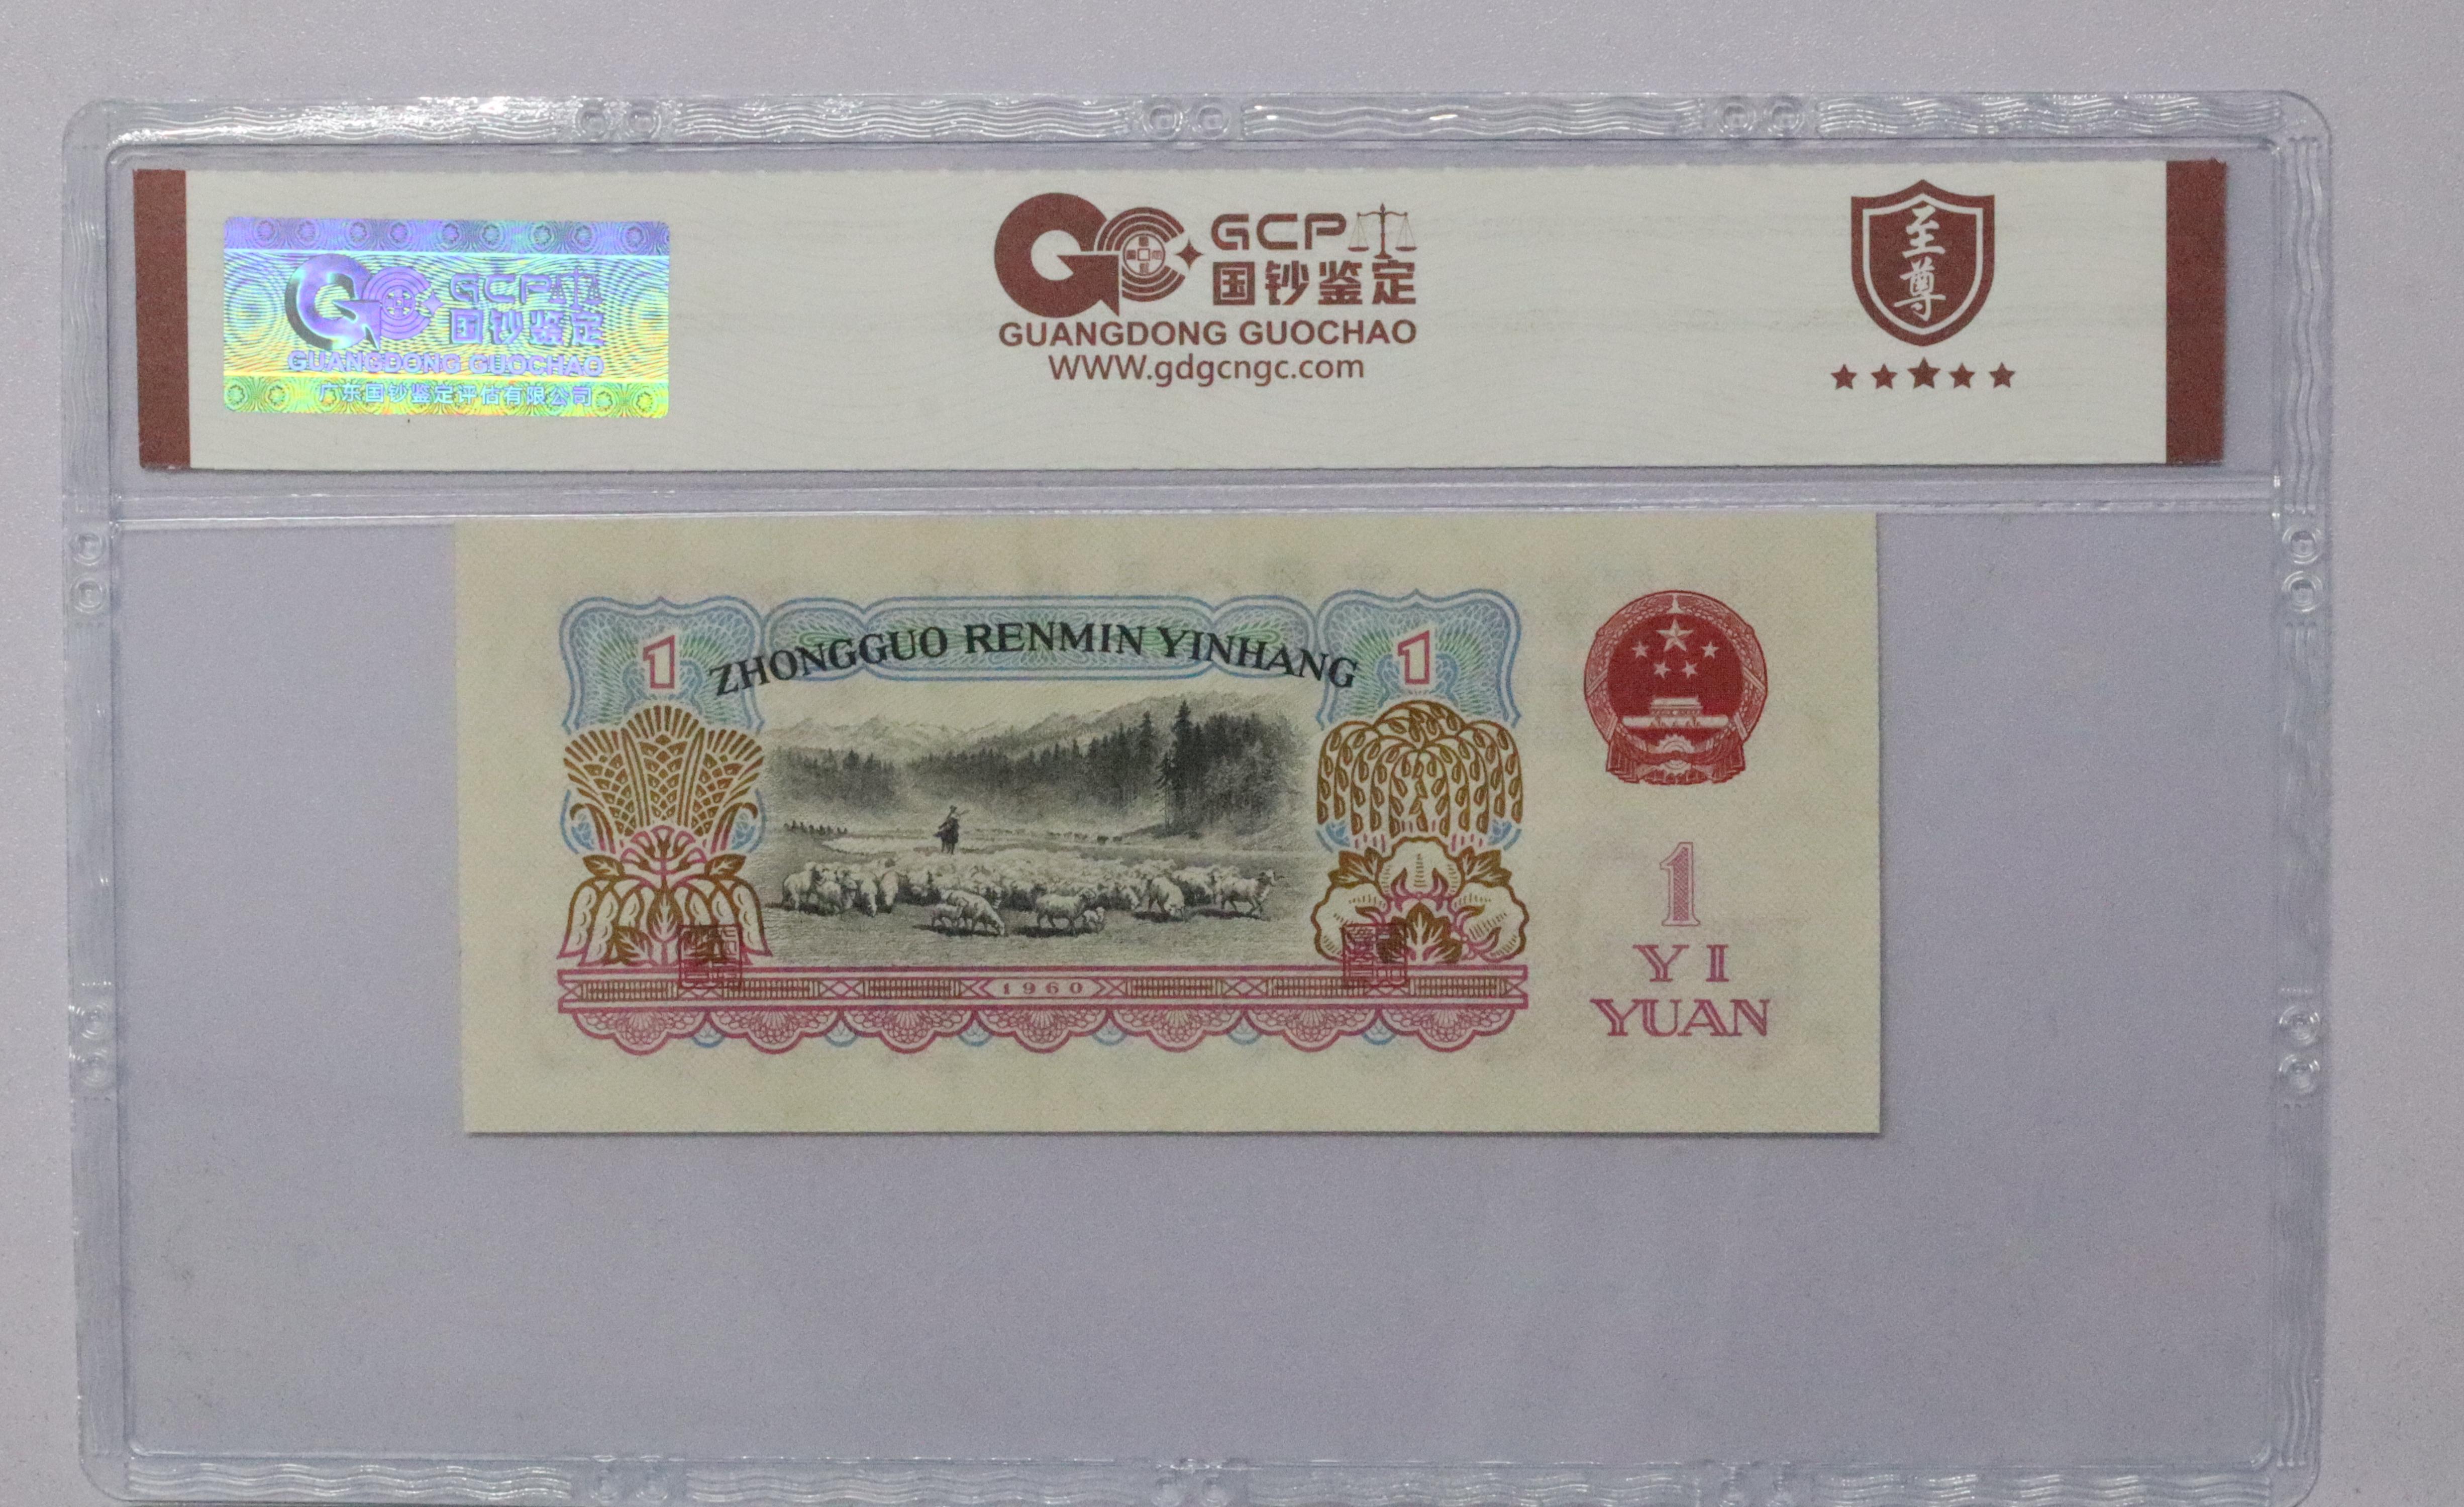 GCP
国钞鉴定
GUANGDONG GUOCHAO
广东国钞鉴定评估有限公司
GCP
国钞鉴定
GUANGDONG GUOCHAO
WWW.gdgcngc.com
至尊
ZHONGGUO RENMIN YINHANG
1
1
1960
1
YI
YUAN